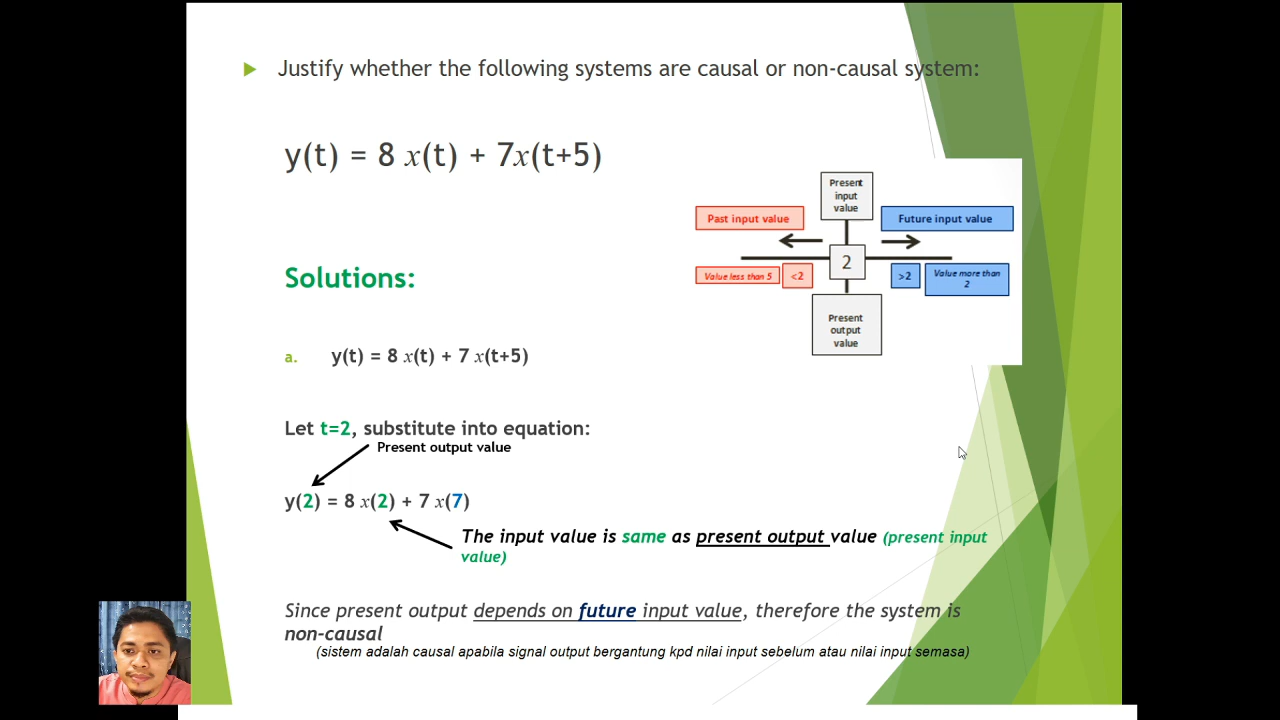 Justify whether the following systems are causal or non-causal system:
y(t) = 8 x(t) + 7x(t+5)
Present
input
value
Past input value
Future input value
2
Value less than 5
<2
>2
Value more than
2
Present
output
value
Solutions:
a. y(t) = 8 x(t) + 7 x(t+5)
Let t=2, substitute into equation:
Present output value
y(2) = 8 x(2) + 7 x(7)
The input value is same as present output value (present input
value)
Since present output depends on future input value, therefore the system is
non-causal
(sistem adalah causal apabila signal output bergantung kpd nilai input sebelum atau nilai input semasa)